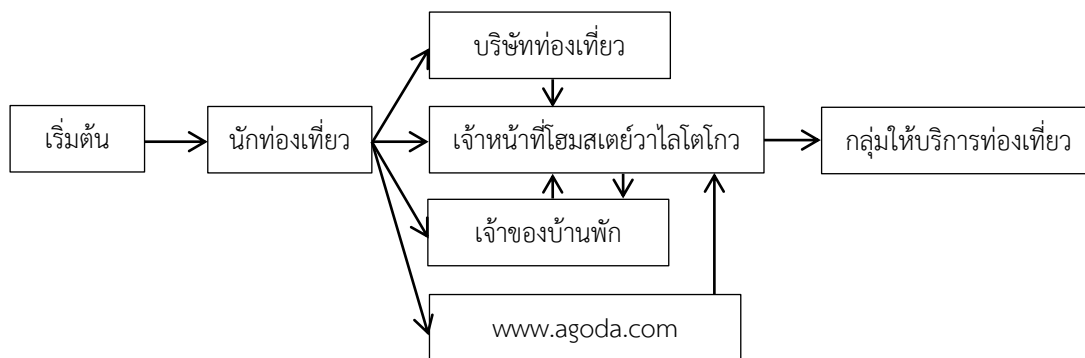 บริษัทท่องเที่ยว
เริ่มต้น
นักท่องเที่ยว
เจ้าหน้าที่โฮมสเตย์วาไลโตโกว
กลุ่มให้บริการท่องเที่ยว
เจ้าของบ้านพัก
www.agoda.com